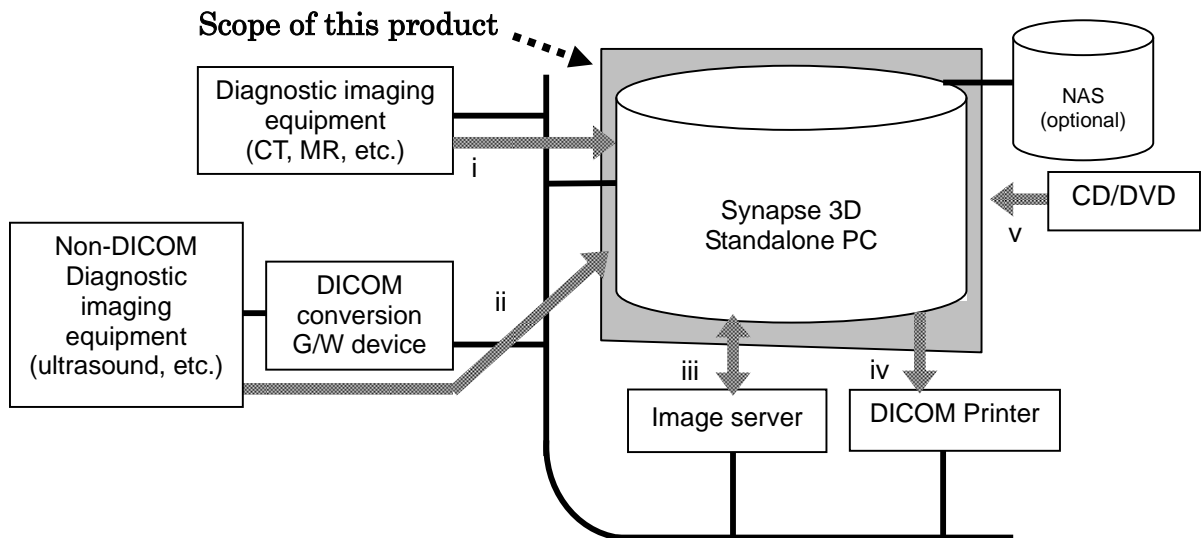 Scope of this product
Diagnostic imaging
equipment
(CT, MR, etc.)
i
NAS
(optional)
Synapse 3D
Standalone PC
CD/DVD
v
Non-DICOM
Diagnostic
imaging
equipment
(ultrasound, etc.)
DICOM
conversion
G/W device
ii
iii
iv
Image server
DICOM Printer